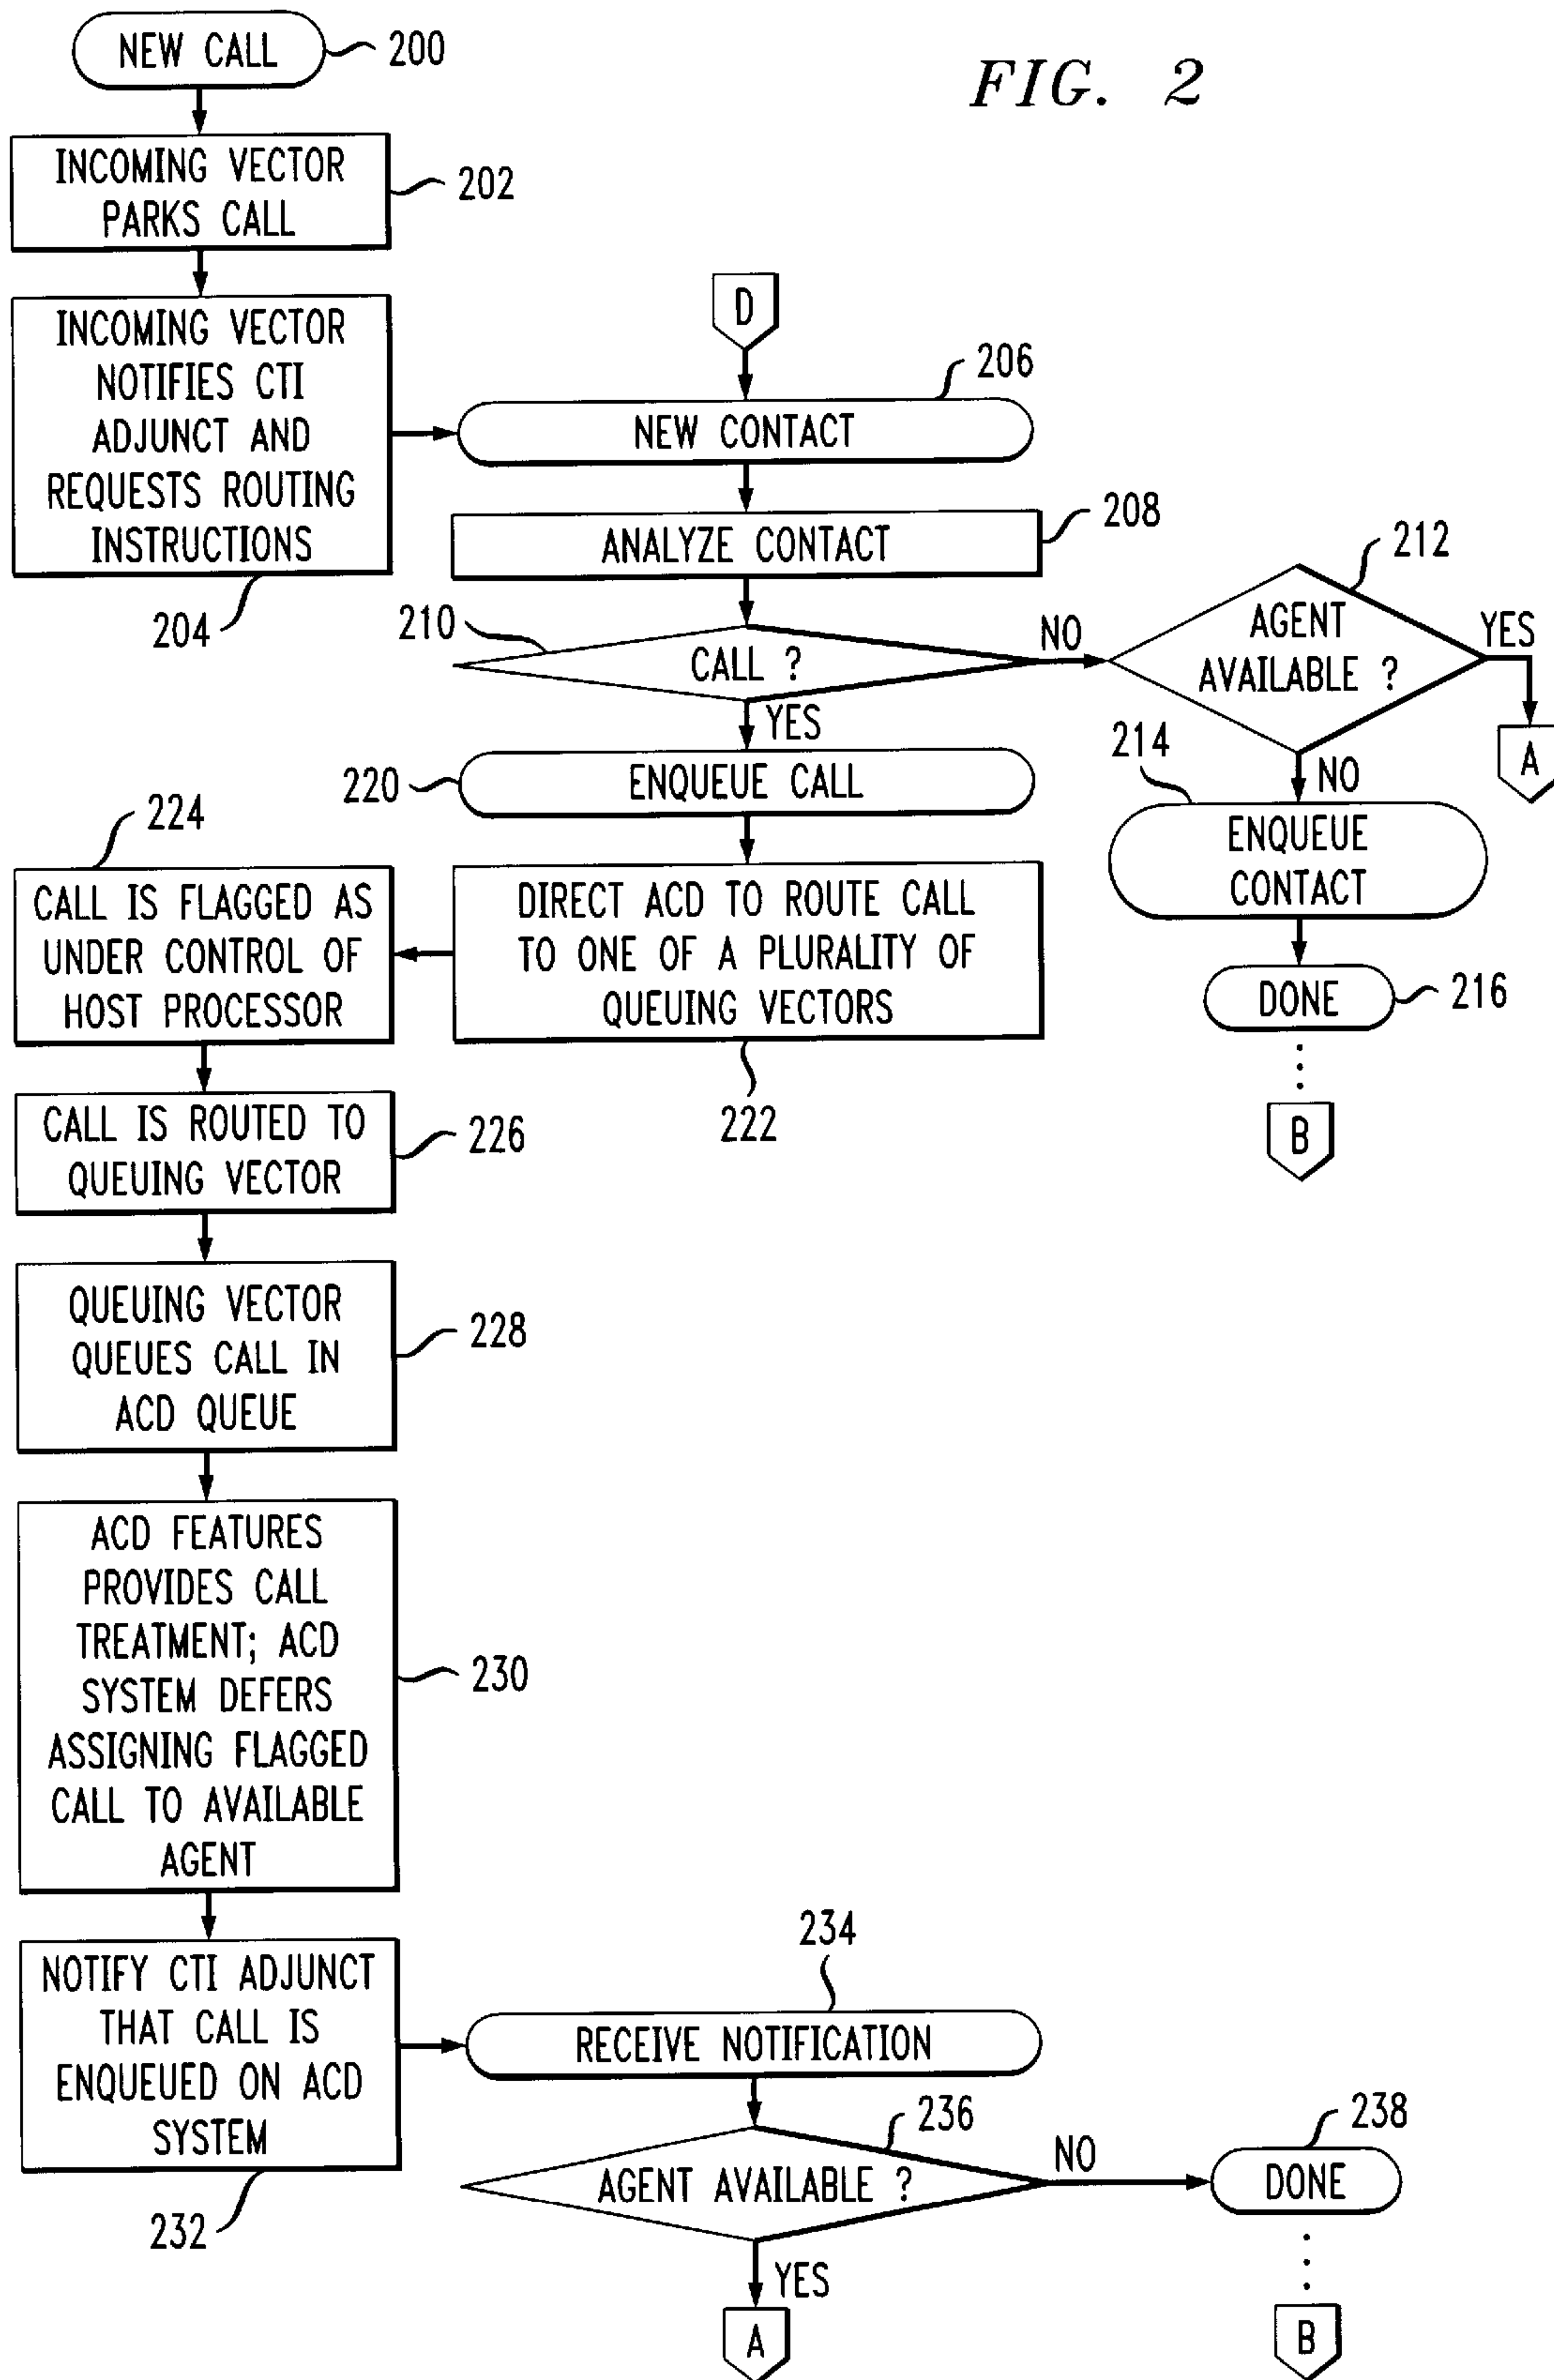 FIG. 2
NEW CALL
200
INCOMING VECTOR
PARKS CALL
202
INCOMING VECTOR
NOTIFIES CTI
ADJUNCT AND
REQUESTS ROUTING
INSTRUCTIONS
204
D
206
NEW CONTACT
ANALYZE CONTACT
208
210
CALL ?
NO
YES
212
AGENT
AVAILABLE ?
YES
A
NO
214
ENQUEUE
CONTACT
DONE
216
B
220
ENQUEUE CALL
DIRECT ACD TO ROUTE CALL
TO ONE OF A PLURALITY OF
QUEUING VECTORS
222
224
CALL IS FLAGGED AS
UNDER CONTROL OF
HOST PROCESSOR
CALL IS ROUTED TO
QUEUING VECTOR
226
QUEUING VECTOR
QUEUES CALL IN
ACD QUEUE
228
ACD FEATURES
PROVIDES CALL
TREATMENT; ACD
SYSTEM DEFERS
ASSIGNING FLAGGED
CALL TO AVAILABLE
AGENT
230
NOTIFY CTI ADJUNCT
THAT CALL IS
ENQUEUED ON ACD
SYSTEM
232
234
RECEIVE NOTIFICATION
236
AGENT AVAILABLE ?
NO
238
DONE
B
YES
A